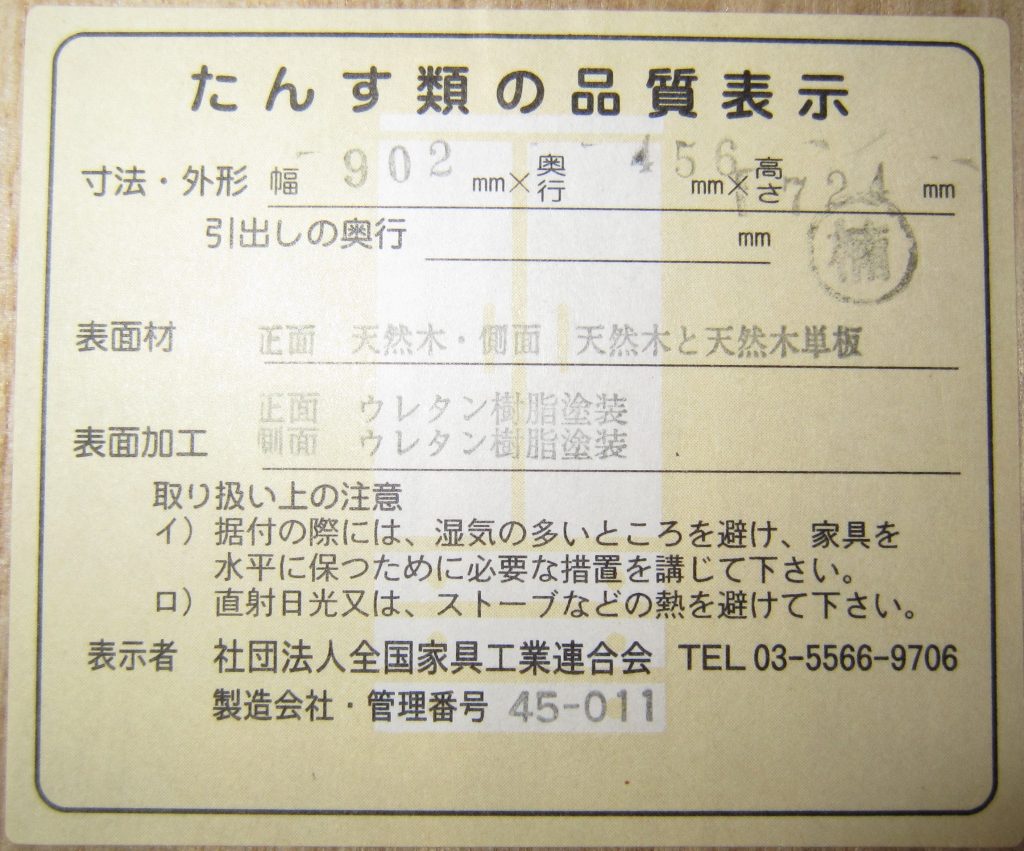 たんす類の品質表示
寸法・外形 幅 902 mm×奥行 456 mm×高さ 1724 mm
引出しの奥行 mm
楠
表面材 正面 天然木・側面 天然木と天然木単板
正面 ウレタン樹脂塗装
表面加工 側面 ウレタン樹脂塗装
取り扱い上の注意
イ）据付の際には、湿気の多いところを避け、家具を
水平に保つために必要な措置を講じて下さい。
ロ）直射日光又は、ストーブなどの熱を避けて下さい。
表示者 社団法人全国家具工業連合会 TEL 03-5566-9706
製造会社・管理番号 45-011